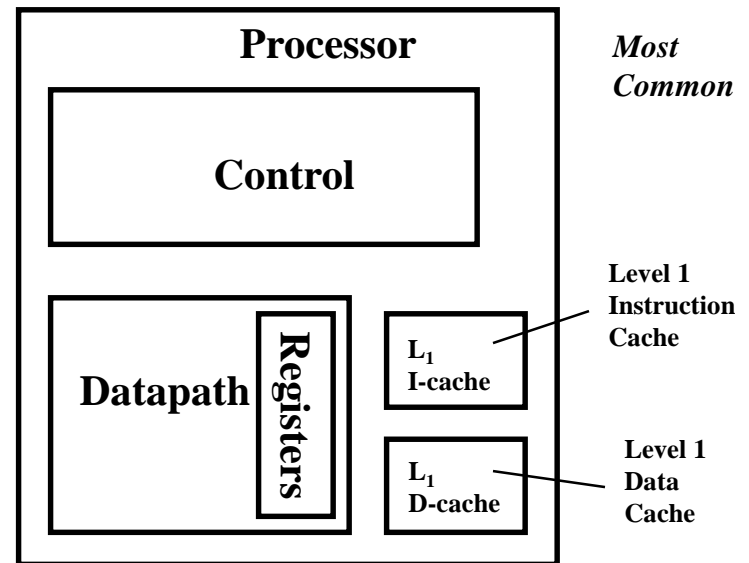 Processor
Most
Common
Control
Level 1
Instruction
Cache
L₁
I-cache
Datapath
Registers
Level 1
Data
Cache
L₁
D-cache